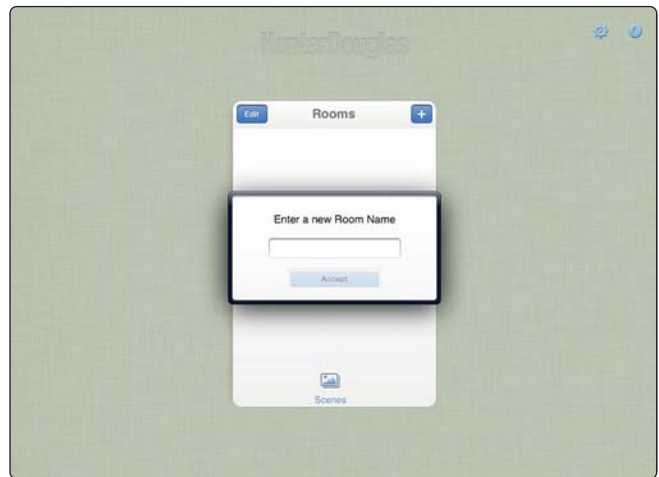 HunterDouglas
Edit Rooms +
Enter a new Room Name
Accept
Scenes